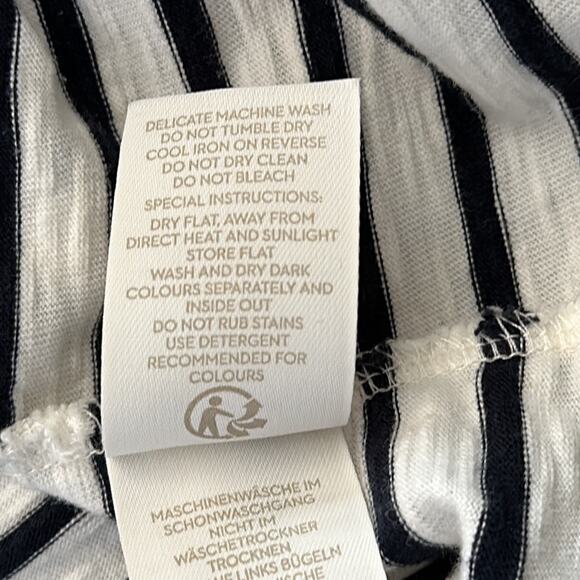 DELICATE MACHINE WASH
DO NOT TUMBLE DRY
COOL IRON ON REVERSE
DO NOT DRY CLEAN
DO NOT BLEACH
SPECIAL INSTRUCTIONS:
DRY FLAT, AWAY FROM
DIRECT HEAT AND SUNLIGHT
STORE FLAT
WASH AND DRY DARK
COLOURS SEPARATELY AND
INSIDE OUT
DO NOT RUB STAINS
USE DETERGENT
RECOMMENDED FOR
COLOURS
MASCHINENWÄSCHE IM
SCHONWASCHGANG
NICHT IM
WÄSCHETROCKNER
TROCKNEN
LINKS BÜGELN